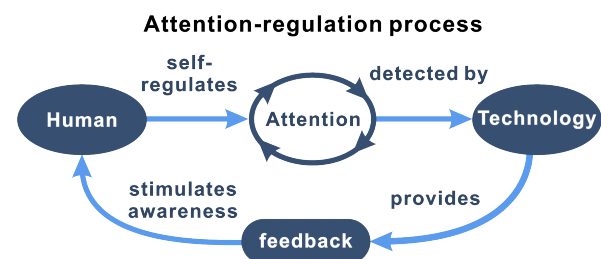 Attention-regulation process
self-
regulates
detected by
Human
Attention
Technology
stimulates
awareness
provides
feedback